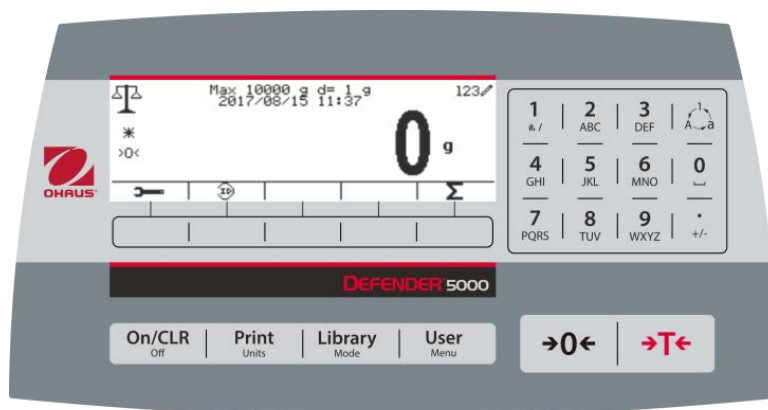 Max 10000 g d= 1 g
123
2017/08/15 11:37
>0<
0 g
ID
Σ
OHAUS
DEFENDER 5000
1 2 3 1
&, / ABC DEF A a
4 5 6 0
GHI JKL MNO
7 8 9 .
PQRS TUV WXYZ +/-
On/CLR Print Library User
Off Units Mode Menu
→0← →T←